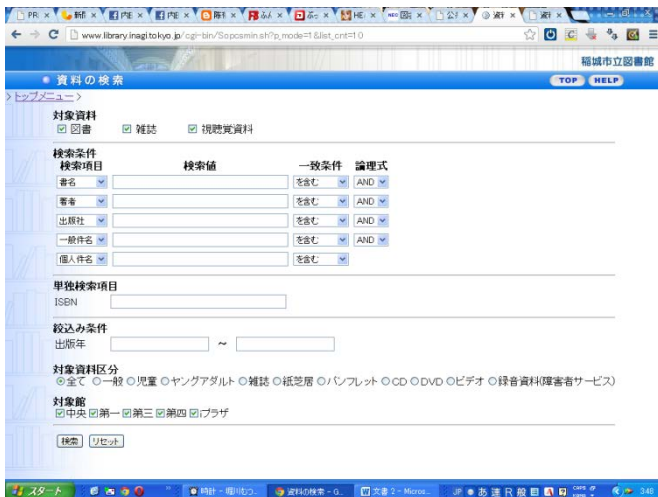 www.library.inagi.tokyo.jp/cgi-bin/Sopcsmin.sh?p_mode=1&list_cnt=10
稲城市立図書館
資料の検索
TOP HELP
>トップメニュー>
対象資料
図書 雑誌 視聴覚資料
検索条件
検索項目 検索値 一致条件 論理式
書名 を含む AND
著者 を含む AND
出版社 を含む AND
一般件名 を含む AND
個人件名 を含む
単独検索項目
ISBN
絞込み条件
出版年 ~
対象資料区分
全て 一般 児童 ヤングアダルト 雑誌 紙芝居 パンフレット CD DVD ビデオ 録音資料(障害者サービス)
対象館
中央 第一 第三 第四 iプラザ
検索 リセット
スタート 資料の検索 - G... 文書 2 - Micros... JP あ 連 R 般 CAPS 3:46